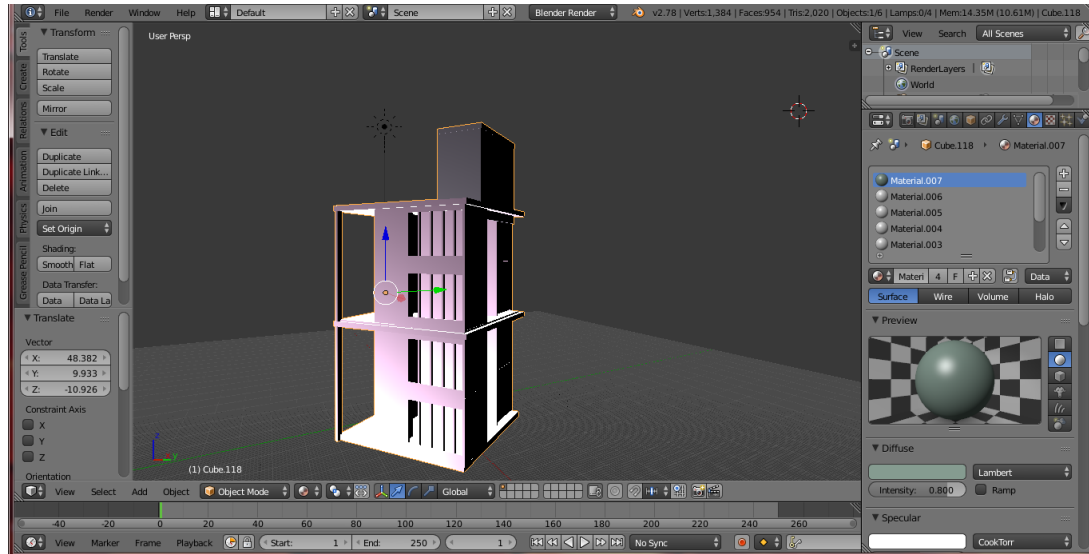 File Render Window Help Default Scene Blender Render v2.78 | Verts:1,384 | Faces:954 | Tris:2,020 | Objects:1/6 | Lamps:0/4 | Mem:14.35M (10.61M) | Cube.118
Tools
Create
Relations
Animation
Physics
Grease Pencil
Transform
Translate
Rotate
Scale
Mirror
Edit
Duplicate
Duplicate Link...
Delete
Join
Set Origin
Shading:
Smooth Flat
Data Transfer:
Data Data La
Translate
Vector
X: 48.382
Y: 9.933
Z: -10.926
Constraint Axis
X
Y
Z
Orientation
User Persp
z
y
(1) Cube.118
View Select Add Object Object Mode Global
-40 -20 0 20 40 60 80 100 120 140 160 180 200 220 240 260
View Marker Frame Playback Start: 1 End: 250 1 No Sync
View Search All Scenes
Scene
RenderLayers |
World
Cube.118 Material.007
Material.007
Material.006
Material.005
Material.004
Material.003
Materi 4 F Data
Surface Wire Volume Halo
Preview
Diffuse
Lambert
Intensity: 0.800 Ramp
Specular
CookTorr